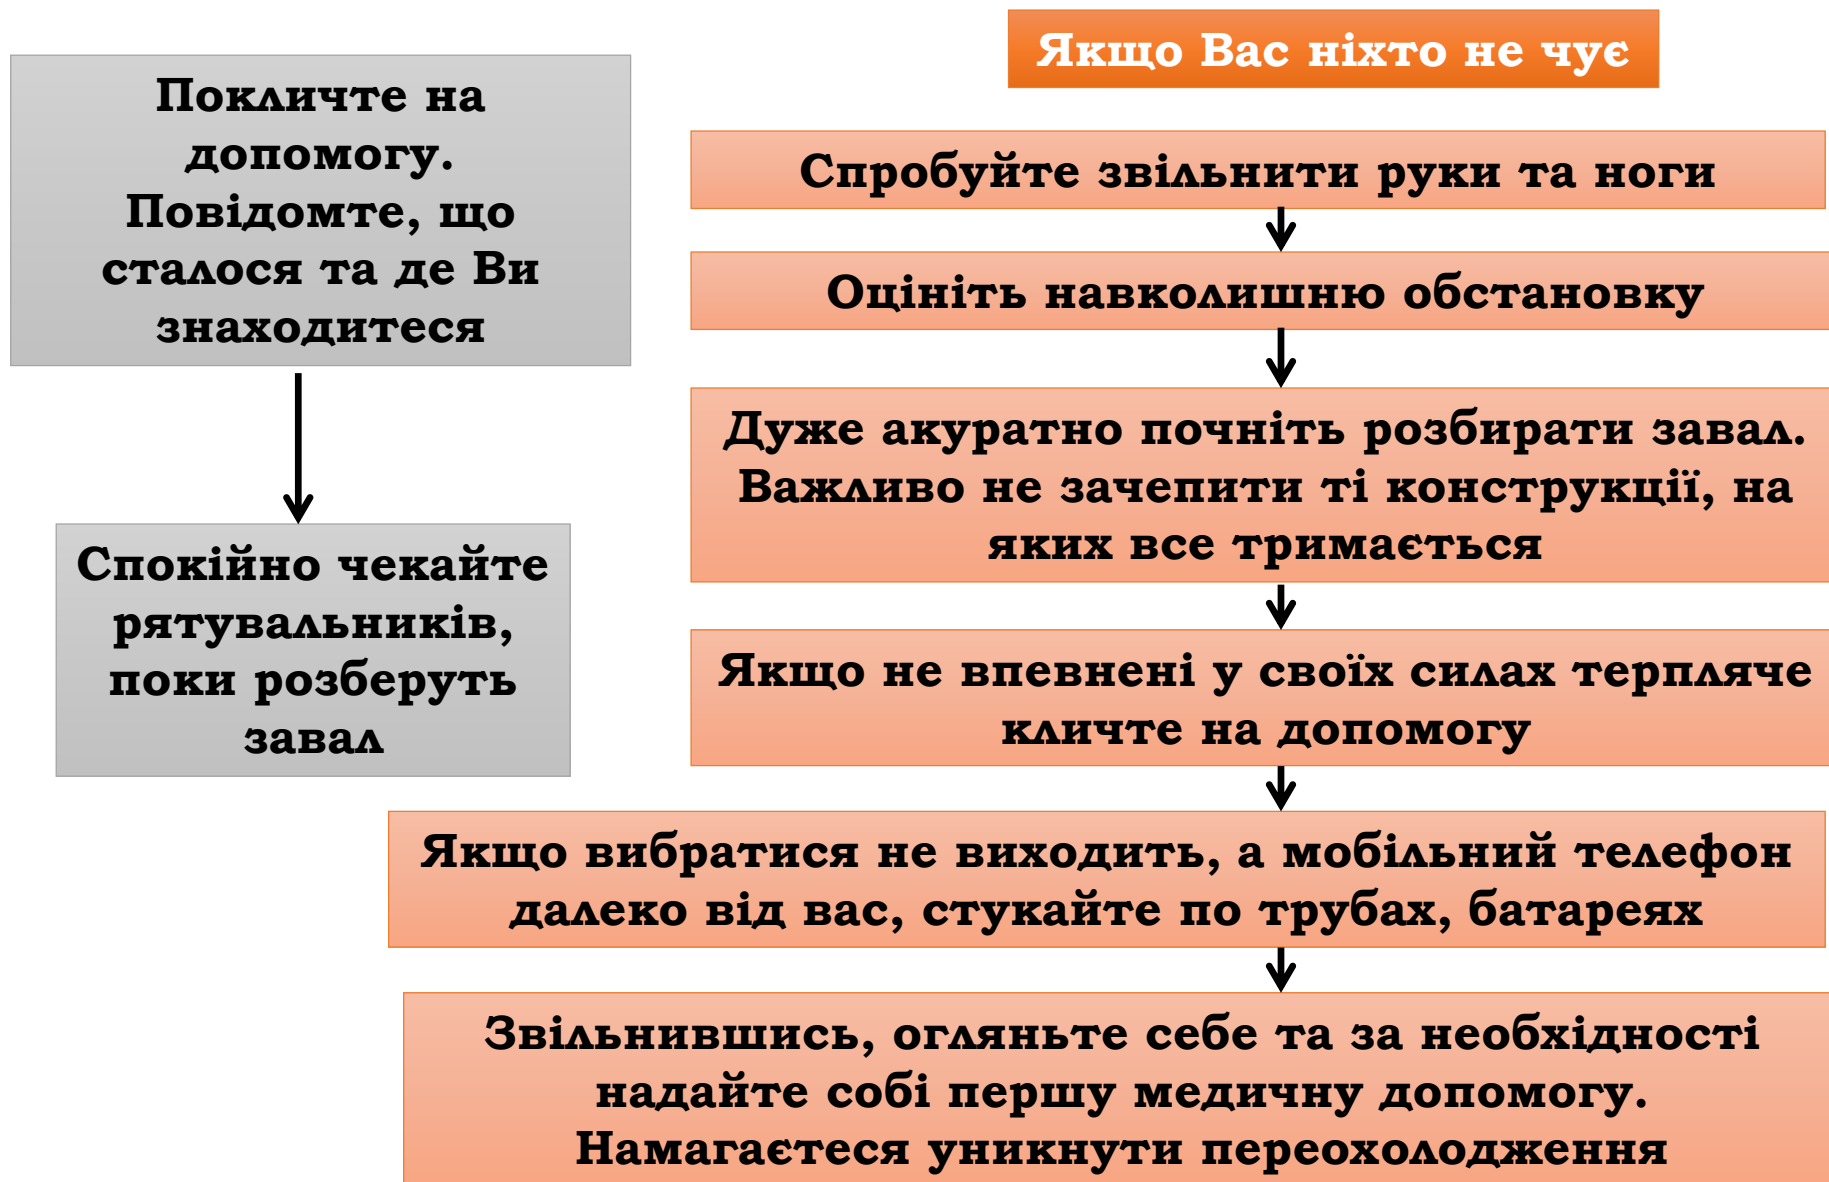 Покличте на
допомогу.
Повідомте, що
сталося та де Ви
знаходитеся
Спокійно чекайте
рятувальників,
поки розберуть
завал
Якщо Вас ніхто не чує
Спробуйте звільнити руки та ноги
Оцініть навколишню обстановку
Дуже акуратно почніть розбирати завал.
Важливо не зачепити ті конструкції, на
яких все тримається
Якщо не впевнені у своїх силах терпляче
кличте на допомогу
Якщо вибратися не виходить, а мобільний телефон
далеко від вас, стукайте по трубах, батареях
Звільнившись, огляньте себе та за необхідності
надайте собі першу медичну допомогу.
Намагаєтеся уникнути переохолодження